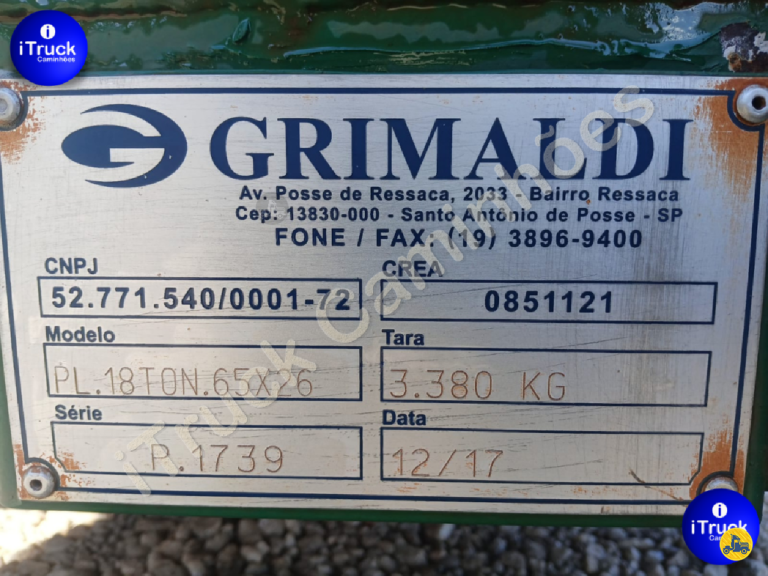 i
iTruck
Caminhões
GRIMALDI
Av. Posse de Ressaca, 2033 - Bairro Ressaca
Cep: 13830-000 - Santo Antônio de Posse - SP
FONE / FAX: (19) 3896-9400
CNPJ
52.771.540/0001-72
CREA
0851121
Modelo
PL.18TON.65X26
Tara
3.380 KG
Série
P.1739
Data
12/17
iTruck Caminhões
i
iTruck